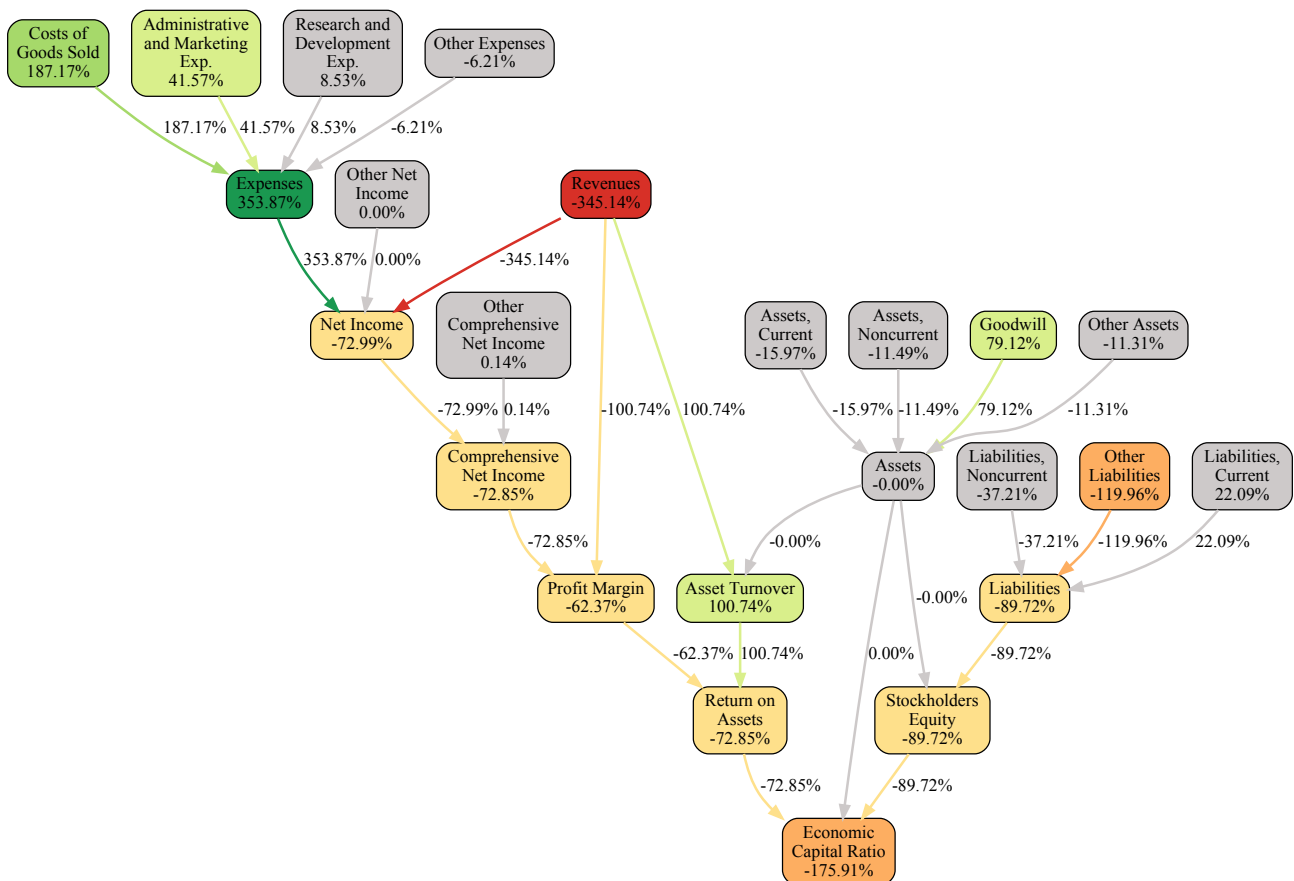 Costs of
Goods Sold
187.17%
Administrative
and Marketing
Exp.
41.57%
Research and
Development
Exp.
8.53%
Other Expenses
-6.21%
187.17%
41.57%
8.53%
-6.21%
Expenses
353.87%
Other Net
Income
0.00%
Revenues
-345.14%
353.87%
0.00%
-345.14%
Net Income
-72.99%
Other
Comprehensive
Net Income
0.14%
Assets,
Current
-15.97%
Assets,
Noncurrent
-11.49%
Goodwill
79.12%
Other Assets
-11.31%
-72.99%
0.14%
-100.74%
100.74%
-15.97%
-11.49%
79.12%
-11.31%
Comprehensive
Net Income
-72.85%
Assets
-0.00%
Liabilities,
Noncurrent
-37.21%
Other
Liabilities
-119.96%
Liabilities,
Current
22.09%
-72.85%
-0.00%
-37.21%
-119.96%
22.09%
Profit Margin
-62.37%
Asset Turnover
100.74%
-0.00%
Liabilities
-89.72%
-62.37%
100.74%
0.00%
-89.72%
Return on
Assets
-72.85%
Stockholders
Equity
-89.72%
-72.85%
-89.72%
Economic
Capital Ratio
-175.91%